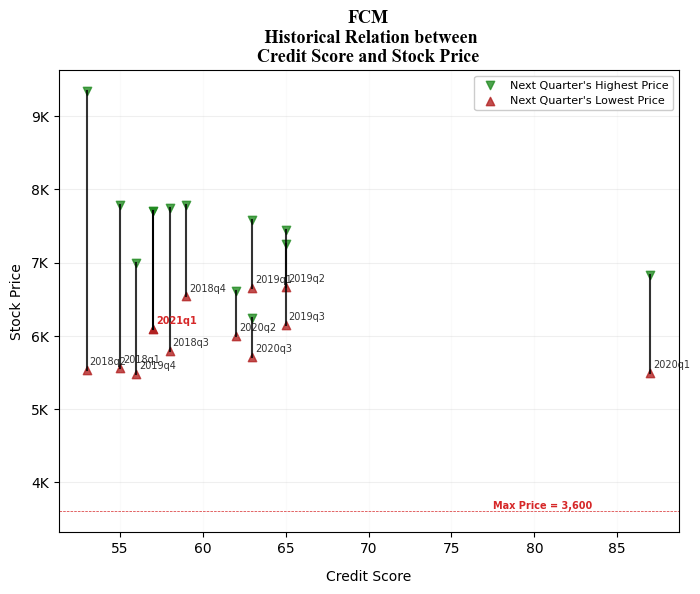 FCM
Historical Relation between
Credit Score and Stock Price
Next Quarter's Highest Price
Next Quarter's Lowest Price
9K
8K
7K
6K
5K
4K
Stock Price
2018q2
2018q1
2019q4
2021q1
2018q3
2018q4
2020q2
2019q1
2020q3
2019q2
2019q3
2020q1
Max Price = 3,600
55
60
65
70
75
80
85
Credit Score